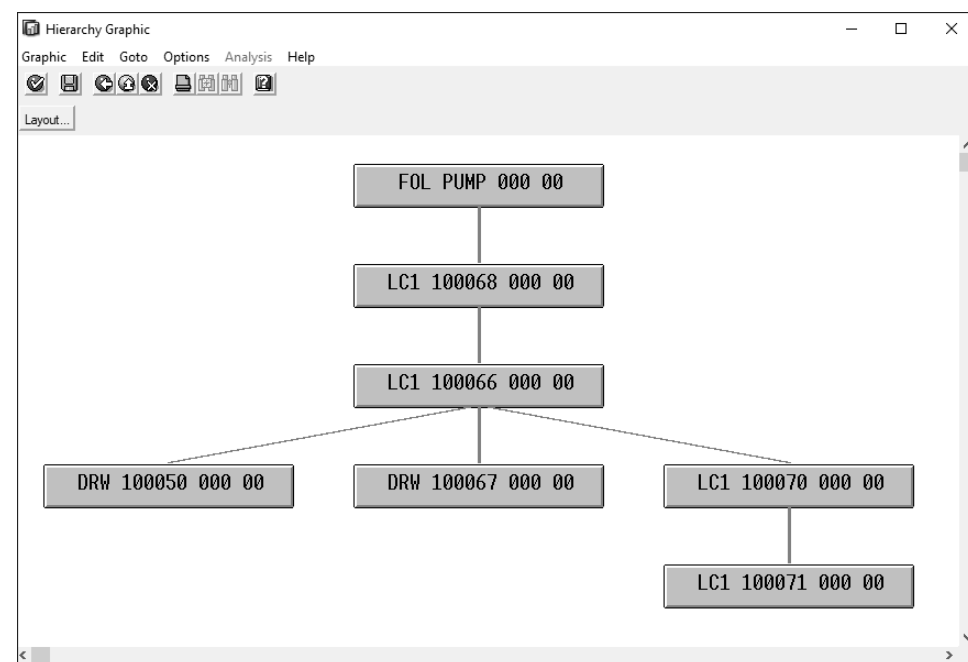 Hierarchy Graphic
Graphic Edit Goto Options Analysis Help
Layout...
FOL PUMP 000 00
LC1 100068 000 00
LC1 100066 000 00
DRW 100050 000 00
DRW 100067 000 00
LC1 100070 000 00
LC1 100071 000 00